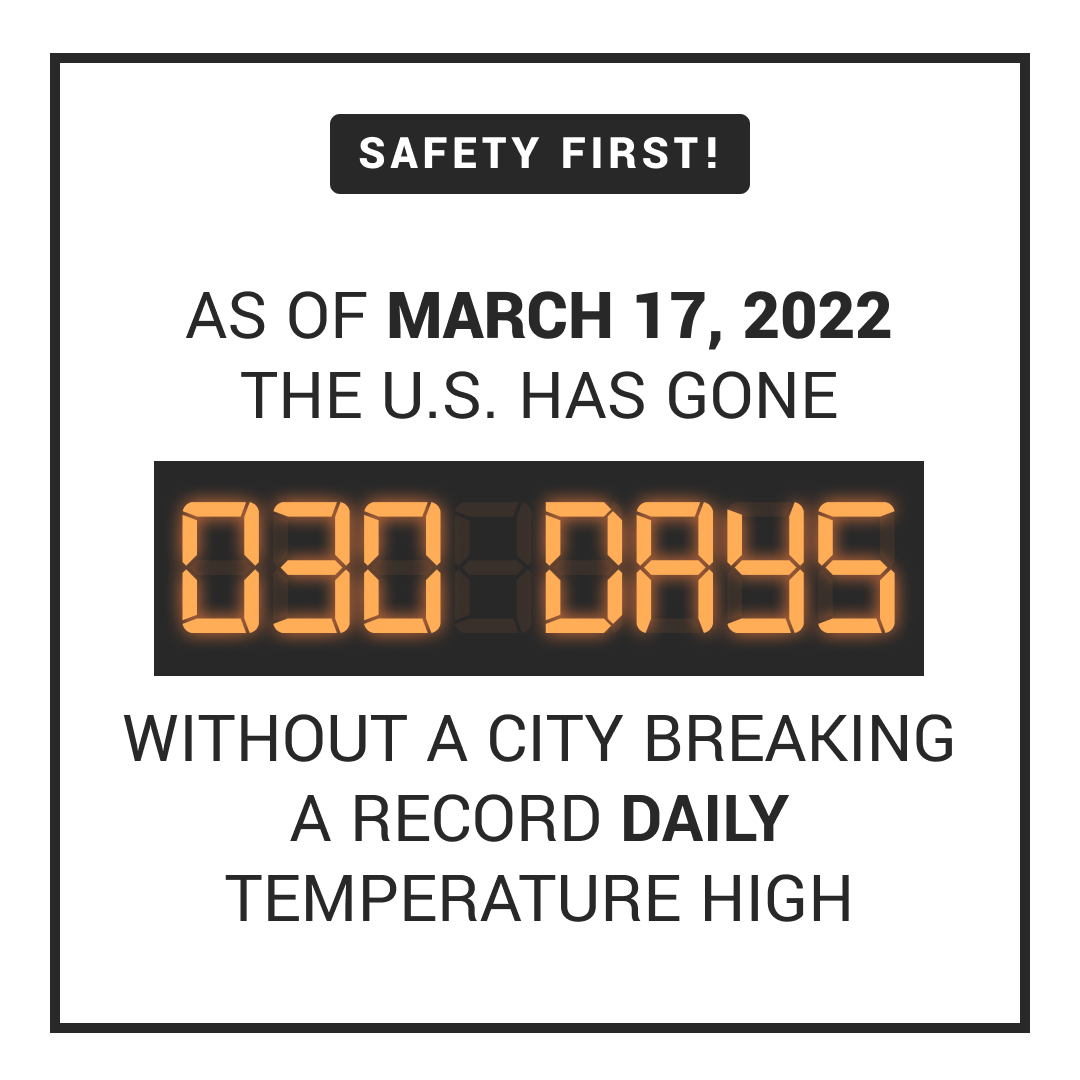 SAFETY FIRST!
AS OF MARCH 17, 2022
THE U.S. HAS GONE
030 DAYS
WITHOUT A CITY BREAKING
A RECORD DAILY
TEMPERATURE HIGH